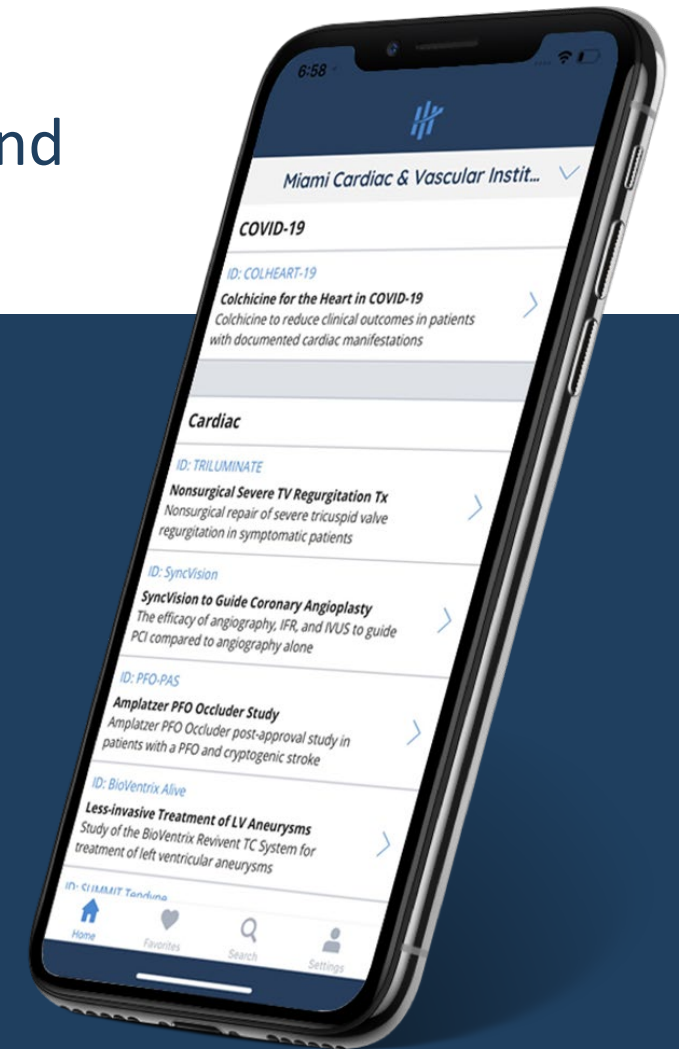 nd
6:58
Miami Cardiac & Vascular Instit...
COVID-19
ID: COLHEART-19
Colchicine for the Heart in COVID-19
Colchicine to reduce clinical outcomes in patients
with documented cardiac manifestations
Cardiac
ID: TRILUMINATE
Nonsurgical Severe TV Regurgitation Tx
Nonsurgical repair of severe tricuspid valve
regurgitation in symptomatic patients
ID: SyncVision
SyncVision to Guide Coronary Angioplasty
The efficacy of angiography, IFR, and IVUS to guide
PCI compared to angiography alone
ID: PFO-PAS
Amplatzer PFO Occluder Study
Amplatzer PFO Occluder post-approval study in
patients with a PFO and cryptogenic stroke
ID: BioVentrix Alive
Less-invasive Treatment of LV Aneurysms
Study of the BioVentrix Revivent TC System for
treatment of left ventricular aneurysms
ID: SUMMIT Tendyne
Home
Favorites
Search
Settings